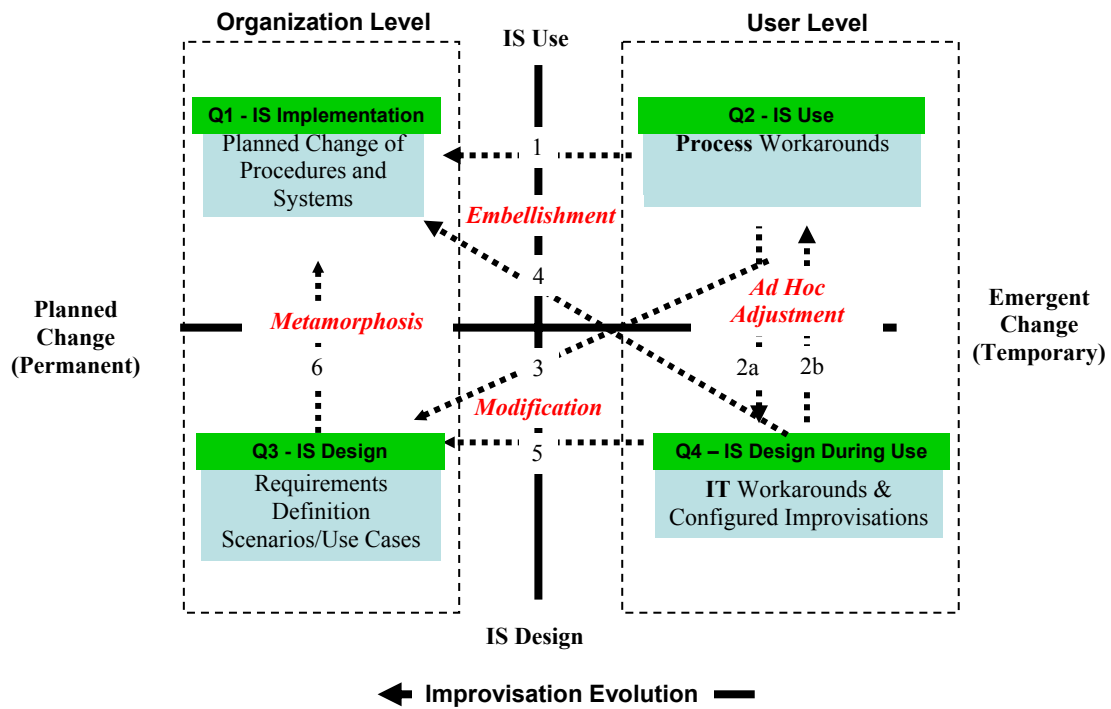 Organization Level
User Level
IS Use
Q1 - IS Implementation
Planned Change of
Procedures and
Systems
Q2 - IS Use
Process Workarounds
1
Embellishment
4
Ad Hoc
Adjustment
Planned
Change
(Permanent)
Metamorphosis
Emergent
Change
(Temporary)
6
3
2a
2b
Modification
5
Q3 - IS Design
Requirements
Definition
Scenarios/Use Cases
Q4 – IS Design During Use
IT Workarounds &
Configured Improvisations
IS Design
Improvisation Evolution